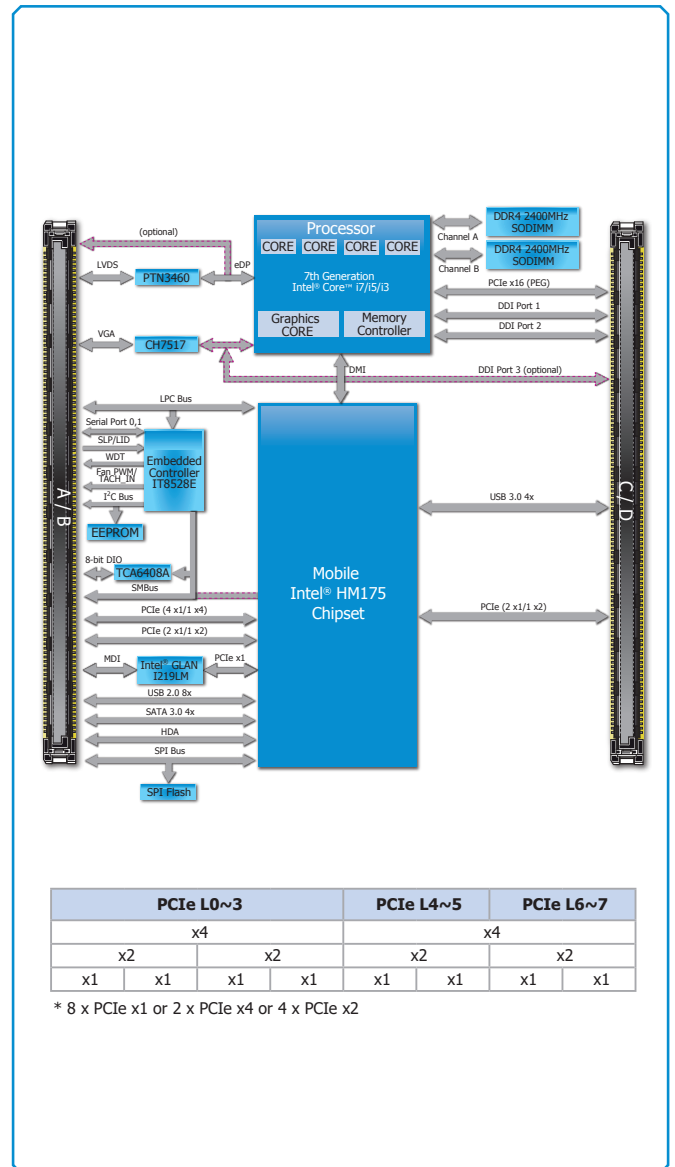 (optional)
LVDS
PTN3460
eDP
VGA
CH7517
Processor
CORE CORE CORE CORE
7th Generation
Intel® Core™ i7/i5/i3
Graphics
CORE
Memory
Controller
Channel A
DDR4 2400MHz
SODIMM
Channel B
DDR4 2400MHz
SODIMM
PCIe x16 (PEG)
DDI Port 1
DDI Port 2
DMI
DDI Port 3 (optional)
LPC Bus
Serial Port 0,1
SLP/LID
WDT
Fan PWM/
TACH_IN
I²C Bus
Embedded
Controller
IT8528E
EEPROM
8-bit DIO
TCA6408A
SMBus
PCIe (4 x1/1 x4)
PCIe (2 x1/1 x2)
MDI
Intel® GLAN
I219LM
PCIe x1
USB 2.0 8x
SATA 3.0 4x
HDA
SPI Bus
SPI Flash
A / B
Mobile
Intel® HM175
Chipset
USB 3.0 4x
PCIe (2 x1/1 x2)
C / D
PCIe L0~3 PCIe L4~5 PCIe L6~7
x4 x4
x2 x2 x2 x2
x1 x1 x1 x1 x1 x1 x1 x1
* 8 x PCIe x1 or 2 x PCIe x4 or 4 x PCIe x2